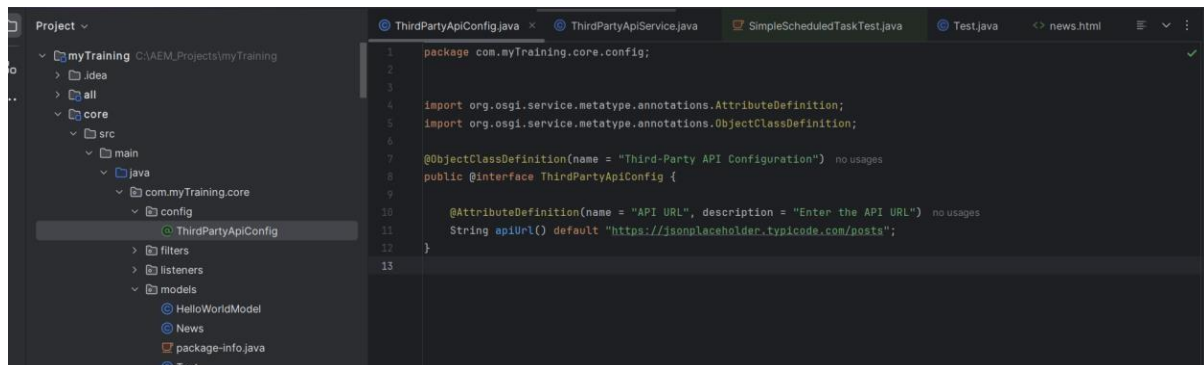 Project
myTraining C:\AEM_Projects\myTraining
.idea
all
core
src
main
java
com.myTraining.core
config
ThirdPartyApiConfig
filters
listeners
models
HelloWorldModel
News
package-info.java
ThirdPartyApiConfig.java
ThirdPartyApiService.java
SimpleScheduledTaskTest.java
Test.java
news.html
1 package com.myTraining.core.config;
2
3
4 import org.osgi.service.metatype.annotations.AttributeDefinition;
5 import org.osgi.service.metatype.annotations.ObjectClassDefinition;
6
7 @ObjectClassDefinition(name = "Third-Party API Configuration") no usages
8 public @interface ThirdPartyApiConfig {
9
10 @AttributeDefinition(name = "API URL", description = "Enter the API URL") no usages
11 String apiUrl() default "https://jsonplaceholder.typicode.com/posts";
12 }
13